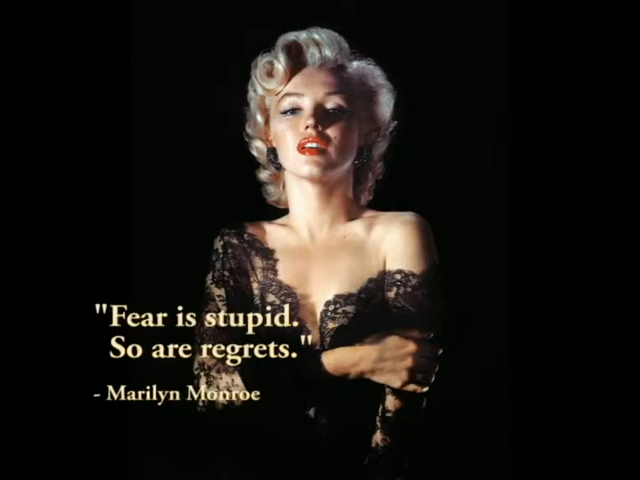 "Fear is stupid.
So are regrets."
- Marilyn Monroe